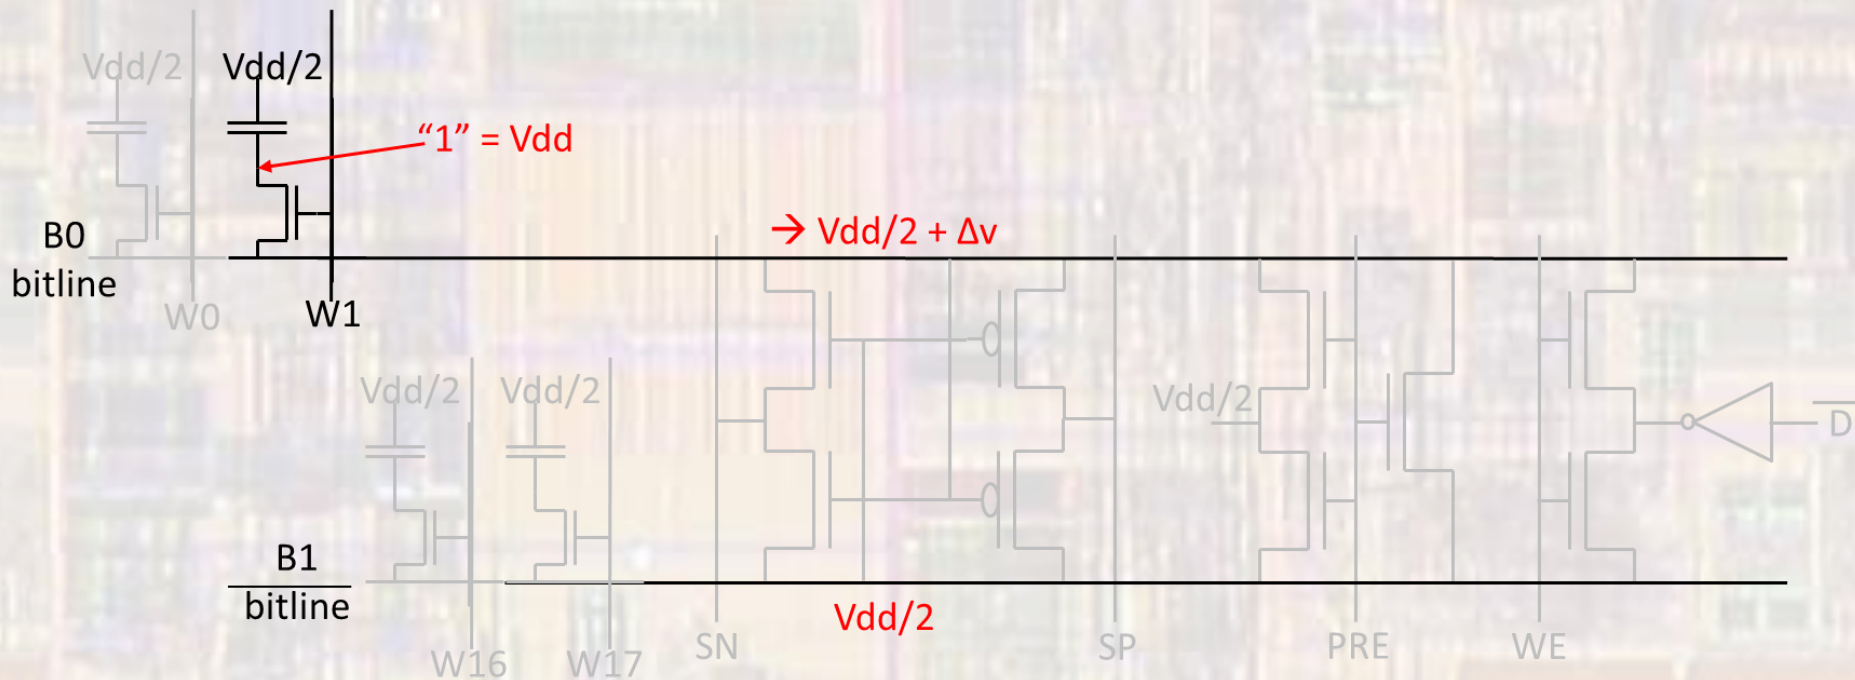 Vdd/2
Vdd/2
"1" = Vdd
B0
bitline
→ Vdd/2 + Δv
W0
W1
Vdd/2
Vdd/2
Vdd/2
D
B1
bitline
Vdd/2
W16
W17
SN
SP
PRE
WE